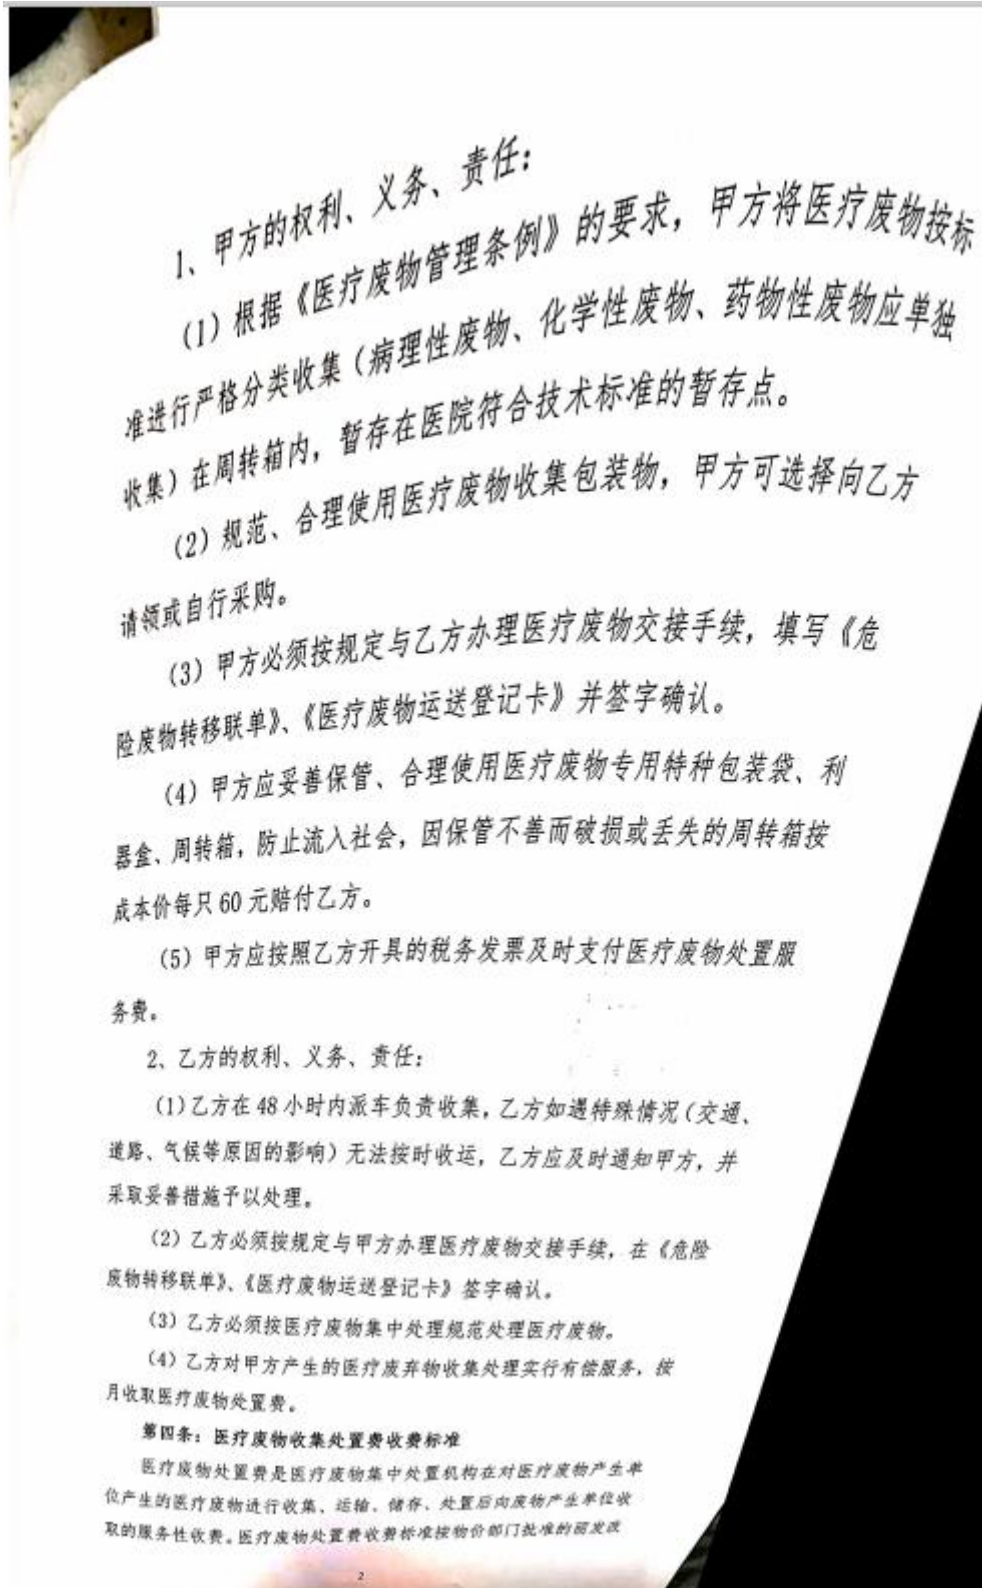 1、甲方的权利、义务、责任：
（1）根据《医疗废物管理条例》的要求，甲方将医疗废物按标
准进行严格分类收集（病理性废物、化学性废物、药物性废物应单独
收集）在周转箱内，暂存在医院符合技术标准的暂存点。
（2）规范、合理使用医疗废物收集包装物，甲方可选择向乙方
请领或自行采购。
（3）甲方必须按规定与乙方办理医疗废物交接手续，填写《危
险废物转移联单》、《医疗废物运送登记卡》并签字确认。
（4）甲方应妥善保管、合理使用医疗废物专用特种包装袋、利
器盒、周转箱，防止流入社会，因保管不善而破损或丢失的周转箱按
成本价每只60元赔付乙方。
（5）甲方应按照乙方开具的税务发票及时支付医疗废物处置服
务费。
2、乙方的权利、义务、责任：
（1）乙方在48小时内派车负责收集，乙方如遇特殊情况（交通、
道路、气候等原因的影响）无法按时收运，乙方应及时通知甲方，并
采取妥善措施予以处理。
（2）乙方必须按规定与甲方办理医疗废物交接手续，在《危险
废物转移联单》、《医疗废物运送登记卡》签字确认。
（3）乙方必须按医疗废物集中处理规范处理医疗废物。
（4）乙方对甲方产生的医疗废弃物收集处理实行有偿服务，按
月收取医疗废物处置费。
第四条：医疗废物收集处置费收费标准
医疗废物处置费是医疗废物集中处置机构在对医疗废物产生单
位产生的医疗废物进行收集、运输、储存、处置后向废物产生单位收
取的服务性收费。医疗废物处置费收费标准按物价部门批准的丽发改
2